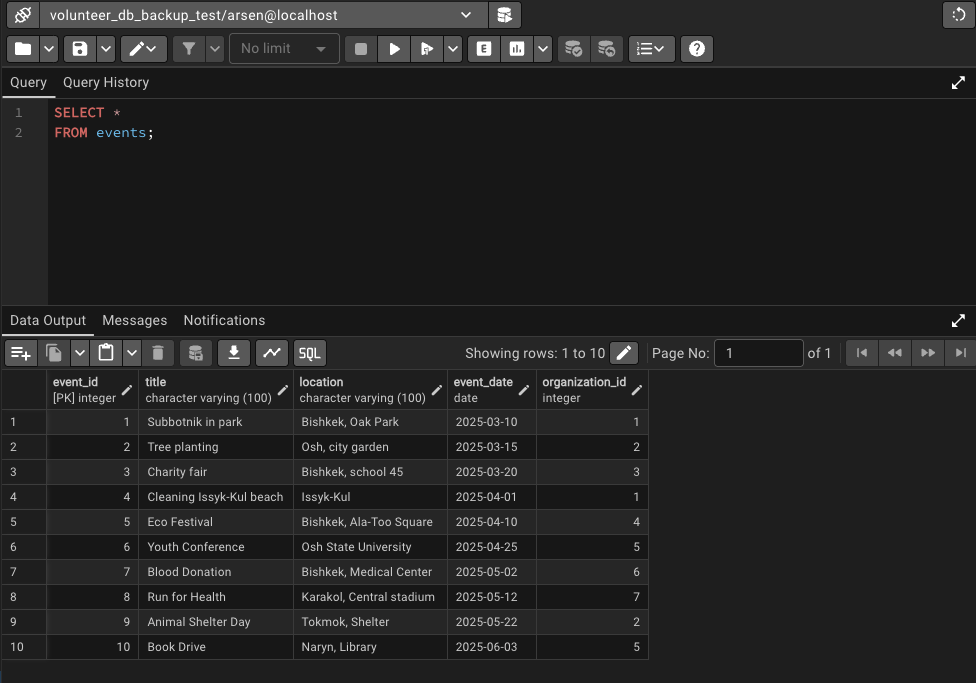 volunteer_db_backup_test/arsen@localhost
No limit E
Query Query History
1 SELECT *
2 FROM events;
Data Output Messages Notifications
SQL Showing rows: 1 to 10 Page No: 1 of 1
event_id title location event_date organization_id
[PK] integer character varying (100) character varying (100) date integer
1 1 Subbotnik in park Bishkek, Oak Park 2025-03-10 1
2 2 Tree planting Osh, city garden 2025-03-15 2
3 3 Charity fair Bishkek, school 45 2025-03-20 3
4 4 Cleaning Issyk-Kul beach Issyk-Kul 2025-04-01 1
5 5 Eco Festival Bishkek, Ala-Too Square 2025-04-10 4
6 6 Youth Conference Osh State University 2025-04-25 5
7 7 Blood Donation Bishkek, Medical Center 2025-05-02 6
8 8 Run for Health Karakol, Central stadium 2025-05-12 7
9 9 Animal Shelter Day Tokmok, Shelter 2025-05-22 2
10 10 Book Drive Naryn, Library 2025-06-03 5